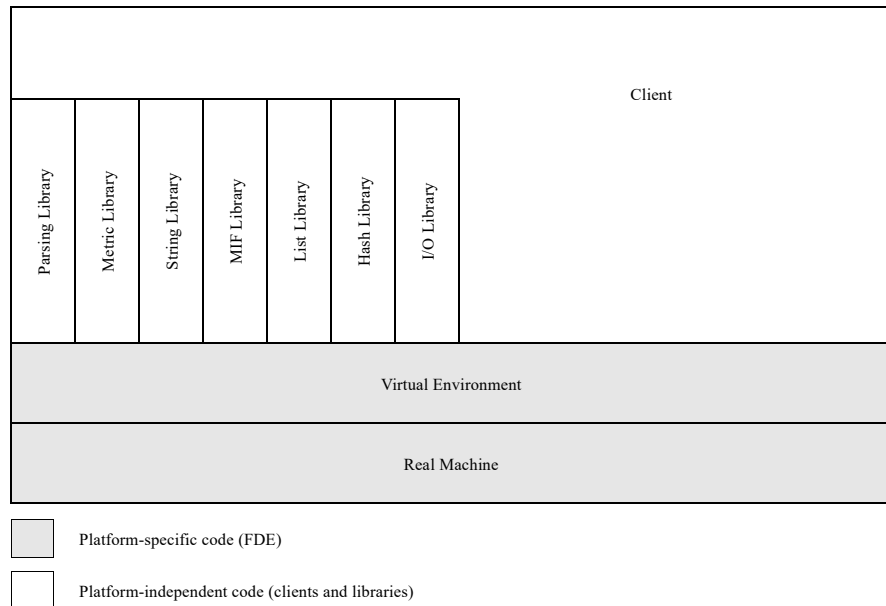 Client
Parsing Library
Metric Library
String Library
MIF Library
List Library
Hash Library
I/O Library
Virtual Environment
Real Machine
Platform-specific code (FDE)
Platform-independent code (clients and libraries)